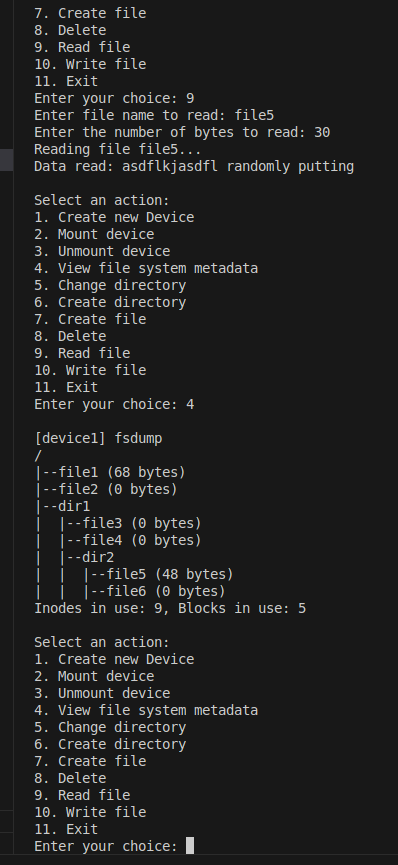 7. Create file
8. Delete
9. Read file
10. Write file
11. Exit
Enter your choice: 9
Enter file name to read: file5
Enter the number of bytes to read: 30
Reading file file5...
Data read: asdflkjasdfl randomly putting

Select an action:
1. Create new Device
2. Mount device
3. Unmount device
4. View file system metadata
5. Change directory
6. Create directory
7. Create file
8. Delete
9. Read file
10. Write file
11. Exit
Enter your choice: 4

[device1] fsdump
/
|--file1 (68 bytes)
|--file2 (0 bytes)
|--dir1
|  |--file3 (0 bytes)
|  |--file4 (0 bytes)
|  |--dir2
|  |  |--file5 (48 bytes)
|  |  |--file6 (0 bytes)
Inodes in use: 9, Blocks in use: 5

Select an action:
1. Create new Device
2. Mount device
3. Unmount device
4. View file system metadata
5. Change directory
6. Create directory
7. Create file
8. Delete
9. Read file
10. Write file
11. Exit
Enter your choice: